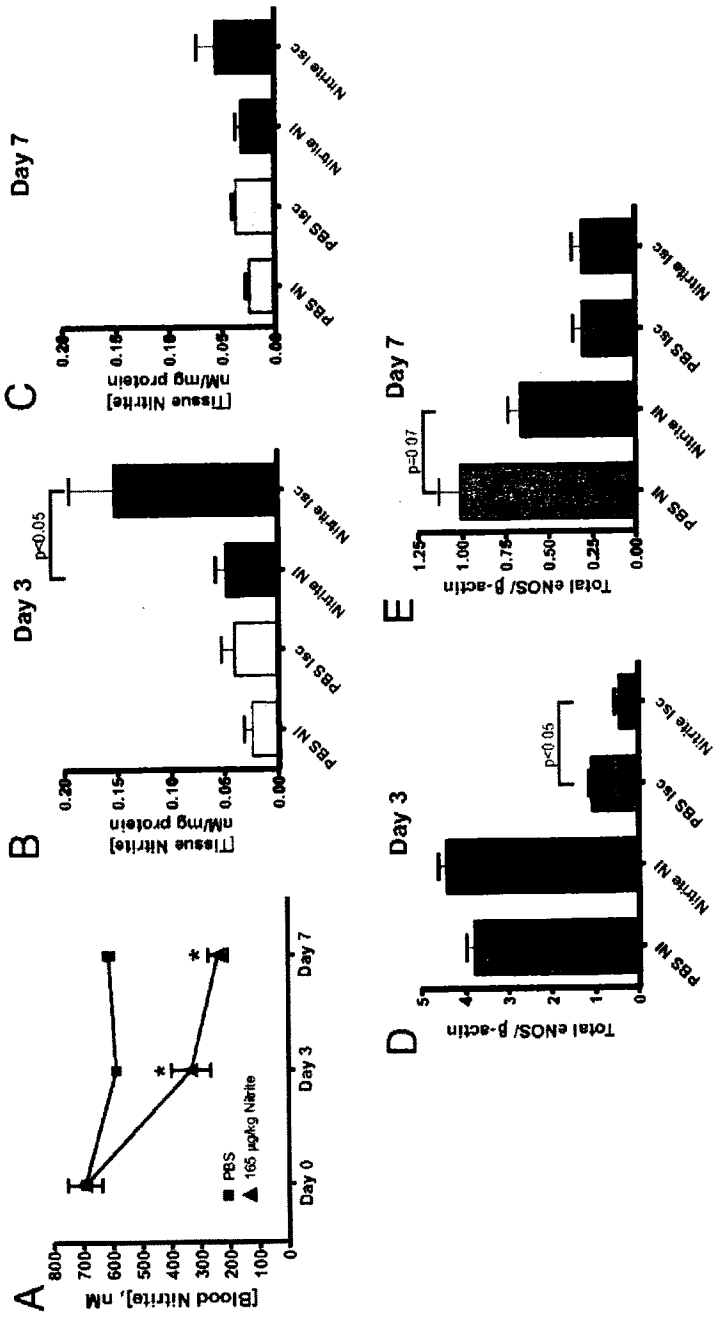 A
[Blood Nitrite], nM
800
700
600
500
400
300
200
100
0
Day 0
Day 3
Day 7
*
*
PBS
165 µg/kg Nitrite
B
Day 3
[Tissue Nitrite]
nM/mg protein
0.20
0.15
0.10
0.05
0.00
p<0.05
PBS NI
PBS Isc
Nitrite NI
Nitrite Isc
C
Day 7
[Tissue Nitrite]
nM/mg protein
0.20
0.15
0.10
0.05
0.00
PBS NI
PBS Isc
Nitrite NI
Nitrite Isc
D
Day 3
Total eNOS/ β-actin
5
4
3
2
1
0
p<0.05
PBS NI
Nitrite NI
PBS Isc
Nitrite Isc
E
Day 7
Total eNOS/ β-actin
1.25
1.00
0.75
0.50
0.25
0.00
p=0.07
PBS NI
Nitrite NI
PBS Isc
Nitrite Isc